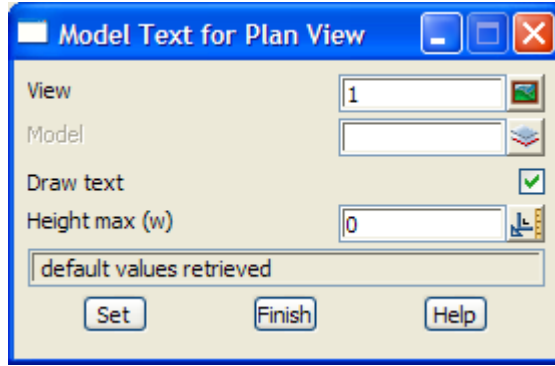 Model Text for Plan View
View 1
Model
Draw text
Height max (w) 0
default values retrieved
Set Finish Help